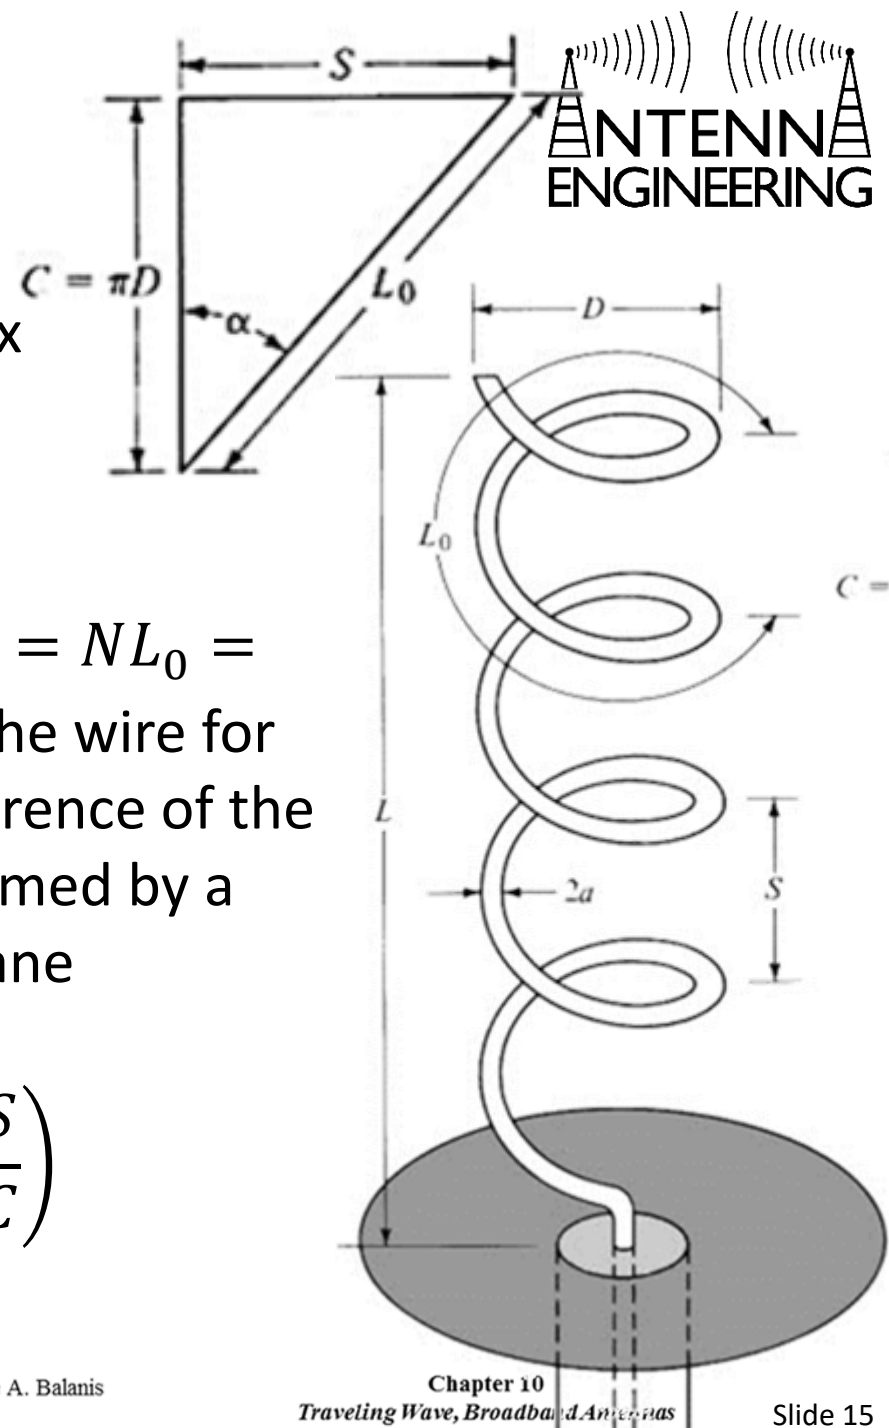 S
ANTENNA
ENGINEERING
C = πD
L₀
α
x
D
L₀
C =
= NL₀ =
he wire for
rence of the
L
med by a
2a
S
ne
S
C
)
A. Balanis
Chapter 10
Traveling Wave, Broadband Antennas
Slide 15